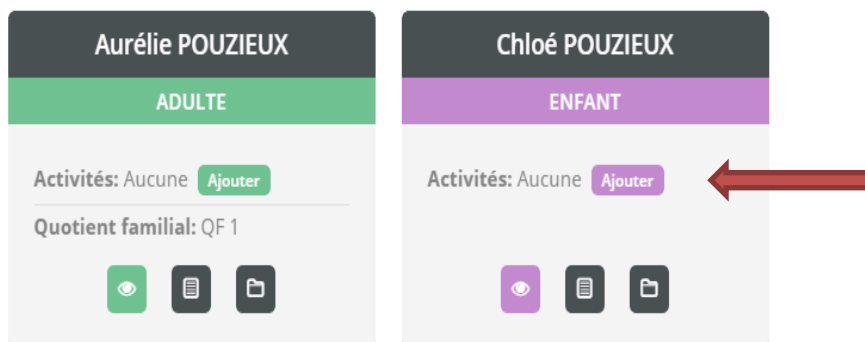 Aurélie POUZIEUX
ADULTE
Activités: Aucune Ajouter
Quotient familial: QF 1
Chloé POUZIEUX
ENFANT
Activités: Aucune Ajouter